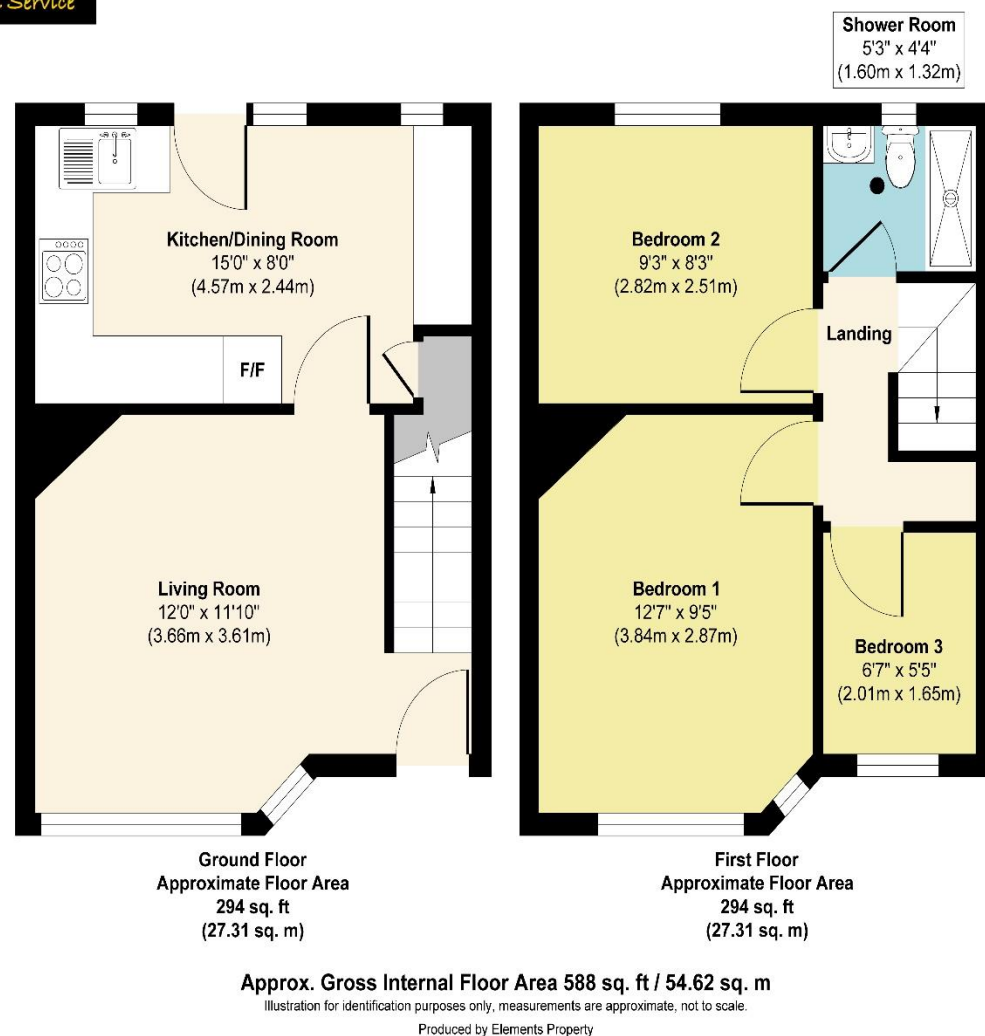 Service
Shower Room
5'3" x 4'4"
(1.60m x 1.32m)
Kitchen/Dining Room
15'0" x 8'0"
(4.57m x 2.44m)
F/F
Living Room
12'0" x 11'10"
(3.66m x 3.61m)
Bedroom 2
9'3" x 8'3"
(2.82m x 2.51m)
Landing
Bedroom 1
12'7" x 9'5"
(3.84m x 2.87m)
Bedroom 3
6'7" x 5'5"
(2.01m x 1.65m)
Ground Floor
Approximate Floor Area
294 sq. ft
(27.31 sq. m)
First Floor
Approximate Floor Area
294 sq. ft
(27.31 sq. m)
Approx. Gross Internal Floor Area 588 sq. ft / 54.62 sq. m
Illustration for identification purposes only, measurements are approximate, not to scale.
Produced by Elements Property